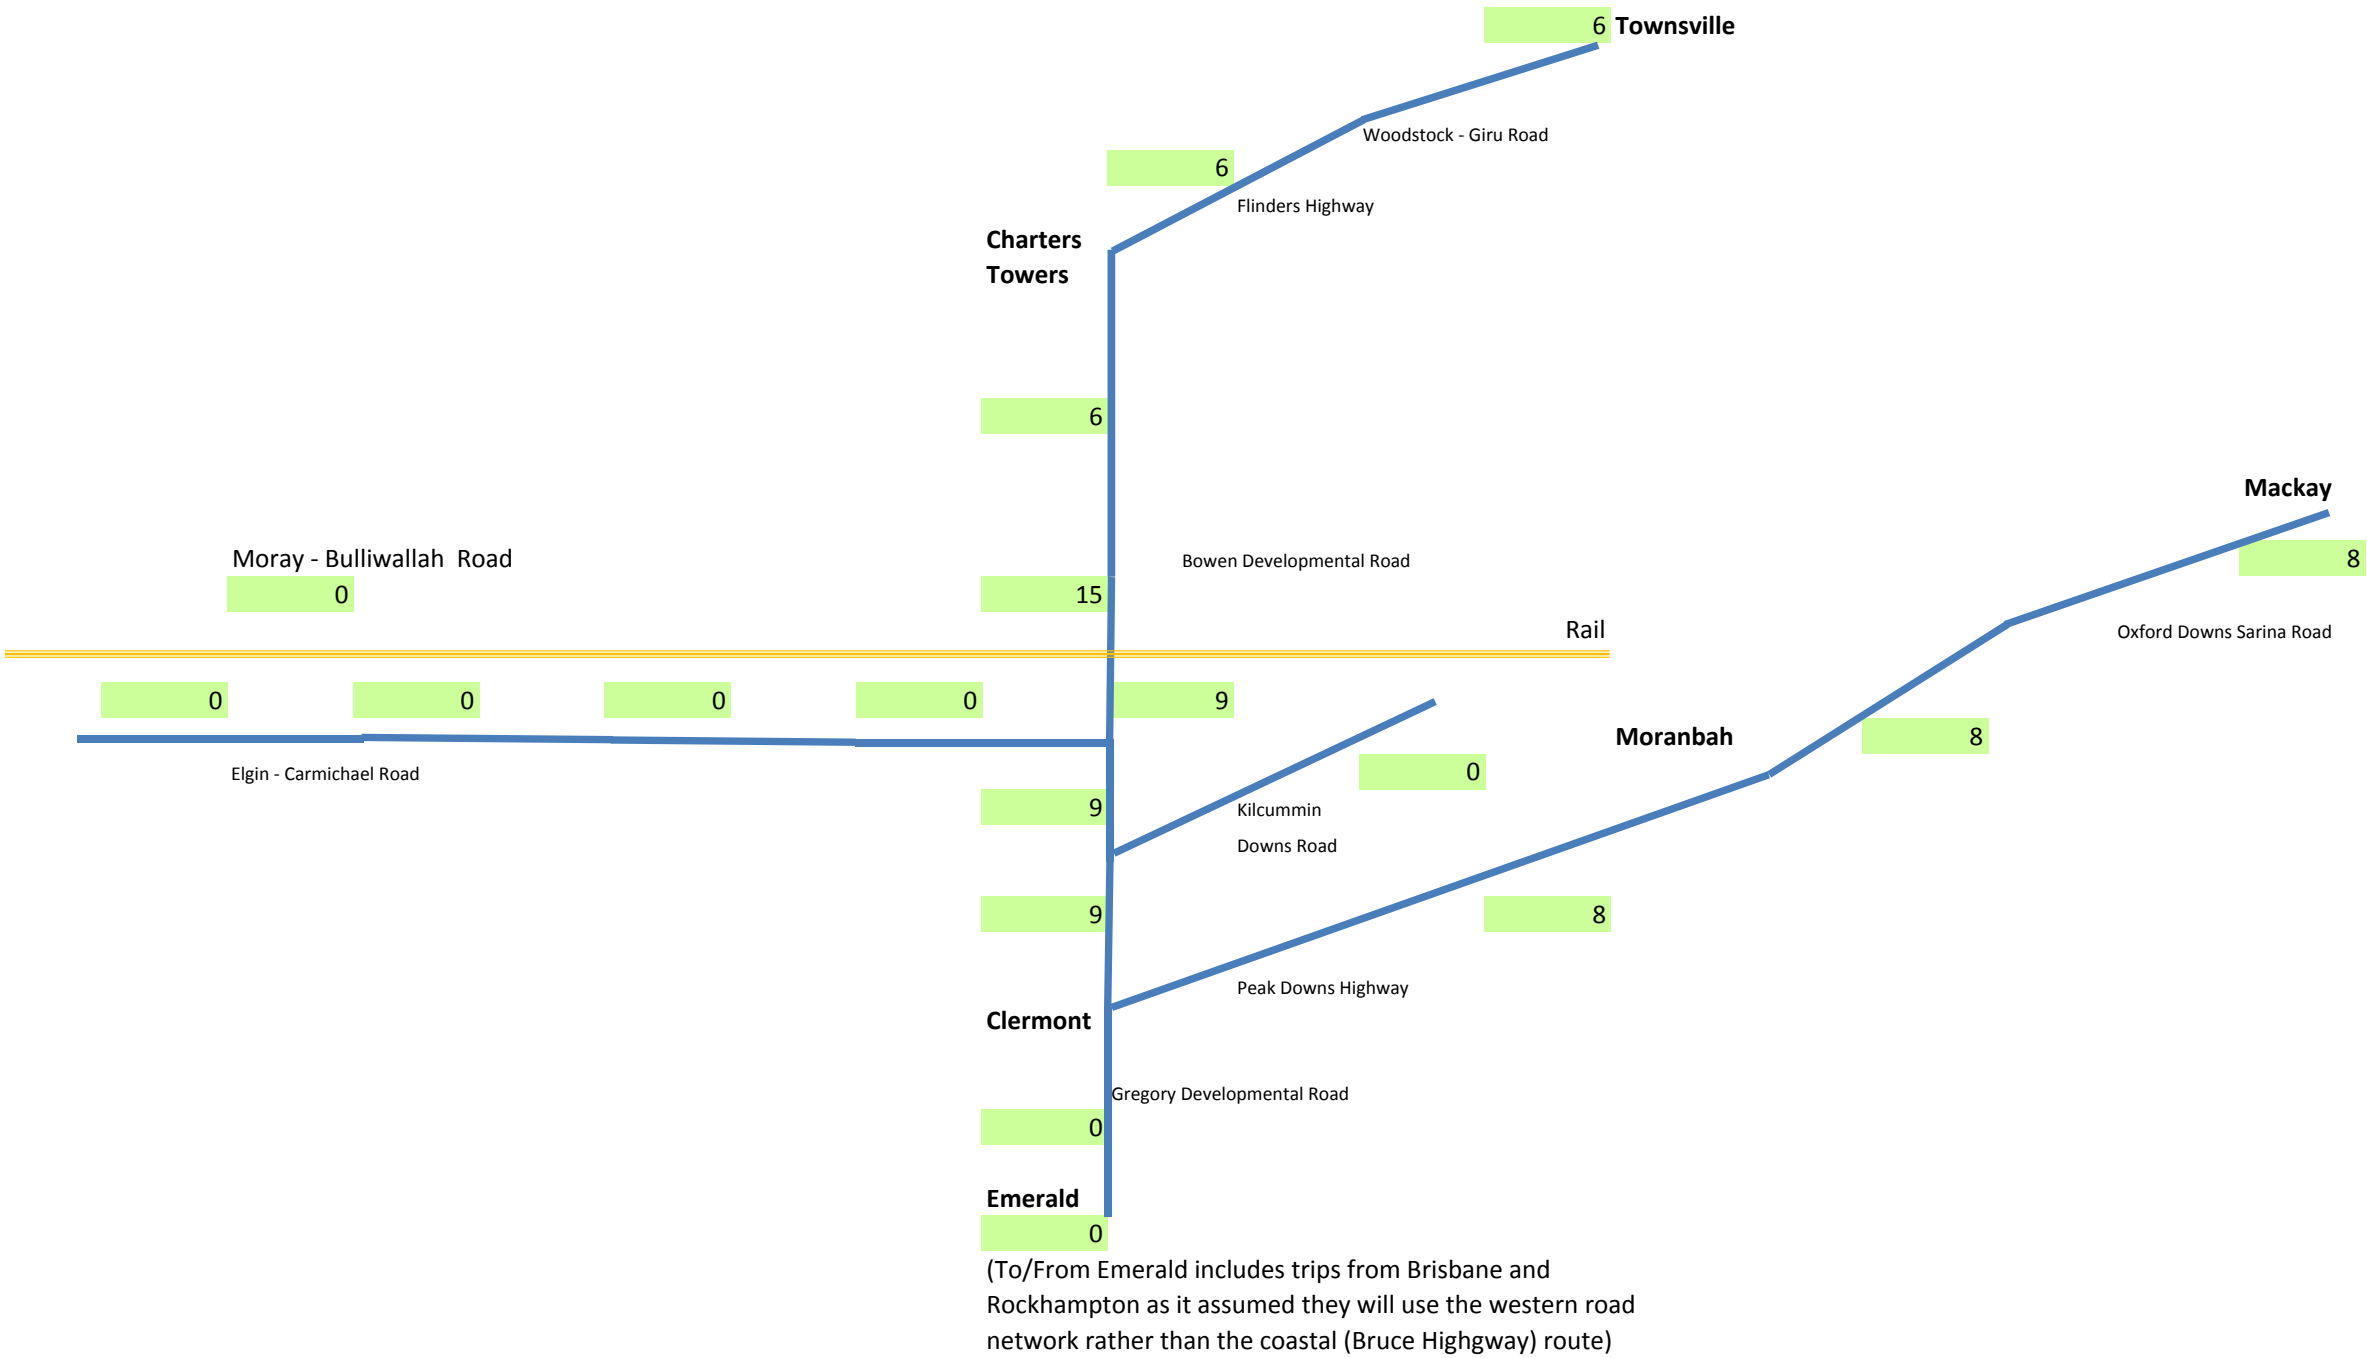 6 Townsville
Woodstock - Giru Road
6
Flinders Highway
Charters
Towers
6
Mackay
Moray - Bulliwallah Road
Bowen Developmental Road
8
0
15
Rail
Oxford Downs Sarina Road
0
0
0
0
9
Moranbah
8
Elgin - Carmichael Road
0
9
Kilcummin
Downs Road
9
8
Peak Downs Highway
Clermont
Gregory Developmental Road
0
Emerald
0
(To/From Emerald includes trips from Brisbane and
Rockhampton as it assumed they will use the western road
network rather than the coastal (Bruce Highgway) route)